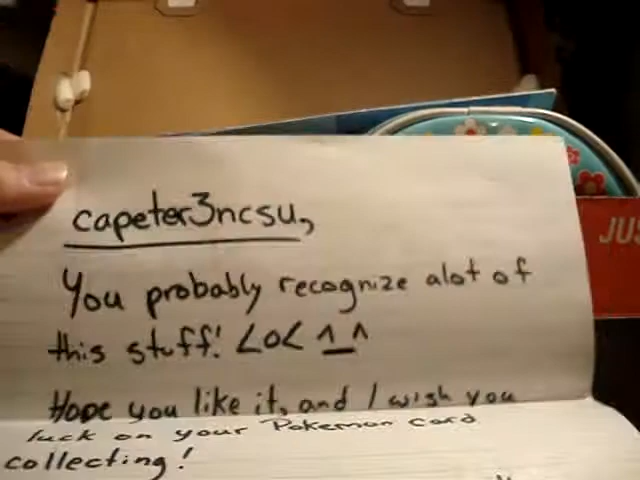 capeter3ncsu,
You probably recognize alot of
this stuff! LOL ^_^
Hope you like it, and I wish you
luck on your Pokemon card
collecting!
JUS